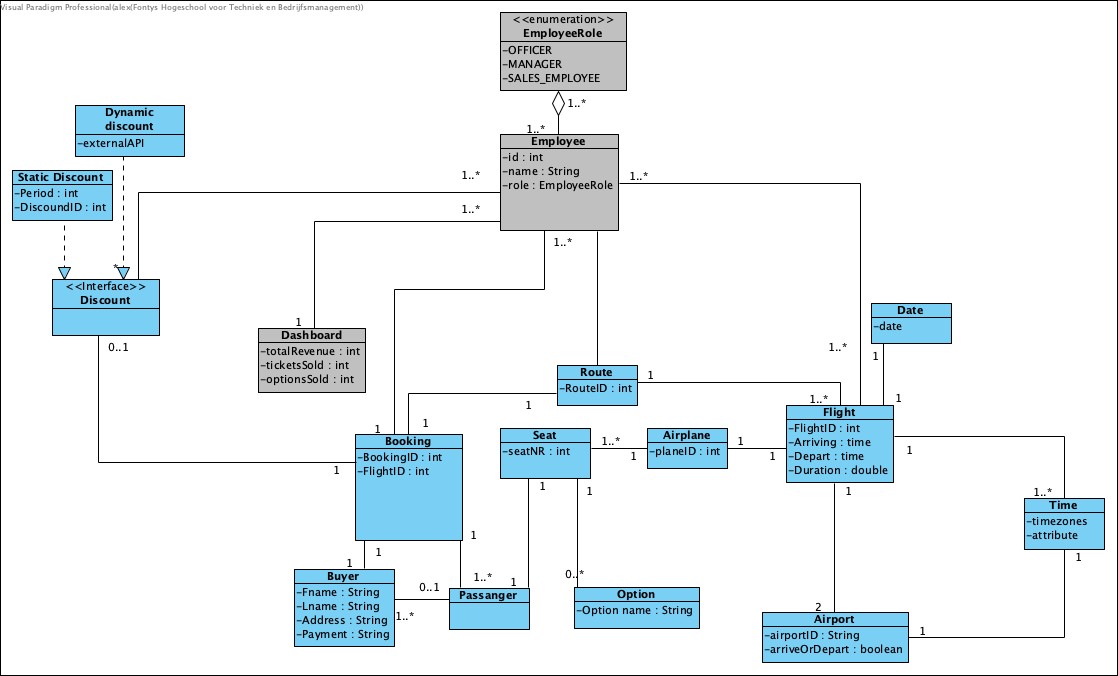 Visual Paradigm Professional(alex(Fontys Hogeschool voor Techniek en Bedrijfsmanagement))
<<enumeration>>
EmployeeRole
-OFFICER
-MANAGER
-SALES_EMPLOYEE
1..*
1..*
Employee
-id : int
-name : String
-role : EmployeeRole
1..*
1..*
1..*
1..*
Dynamic
discount
-externalAPI
Static Discount
-Period : int
-DiscoundID : int
*
<<Interface>>
Discount
0..1
1
Dashboard
-totalRevenue : int
-ticketsSold : int
-optionsSold : int
Date
-date
1
1
1..*
Route
-RouteID : int
1
1
1..*
Flight
-FlightID : int
-Arriving : time
-Depart : time
-Duration : double
1
1
1
Booking
-BookingID : int
-FlightID : int
1
1
1
Seat
-seatNR : int
1..*
1
1
1
Airplane
-planeID : int
1
1
1
1..*
Time
-timezones
-attribute
1
1
Buyer
-Fname : String
-Lname : String
-Address : String
-Payment : String
0..1
1..*
1..*
1
Passanger
0..*
Option
-Option name : String
2
Airport
-airportID : String
-arriveOrDepart : boolean
1